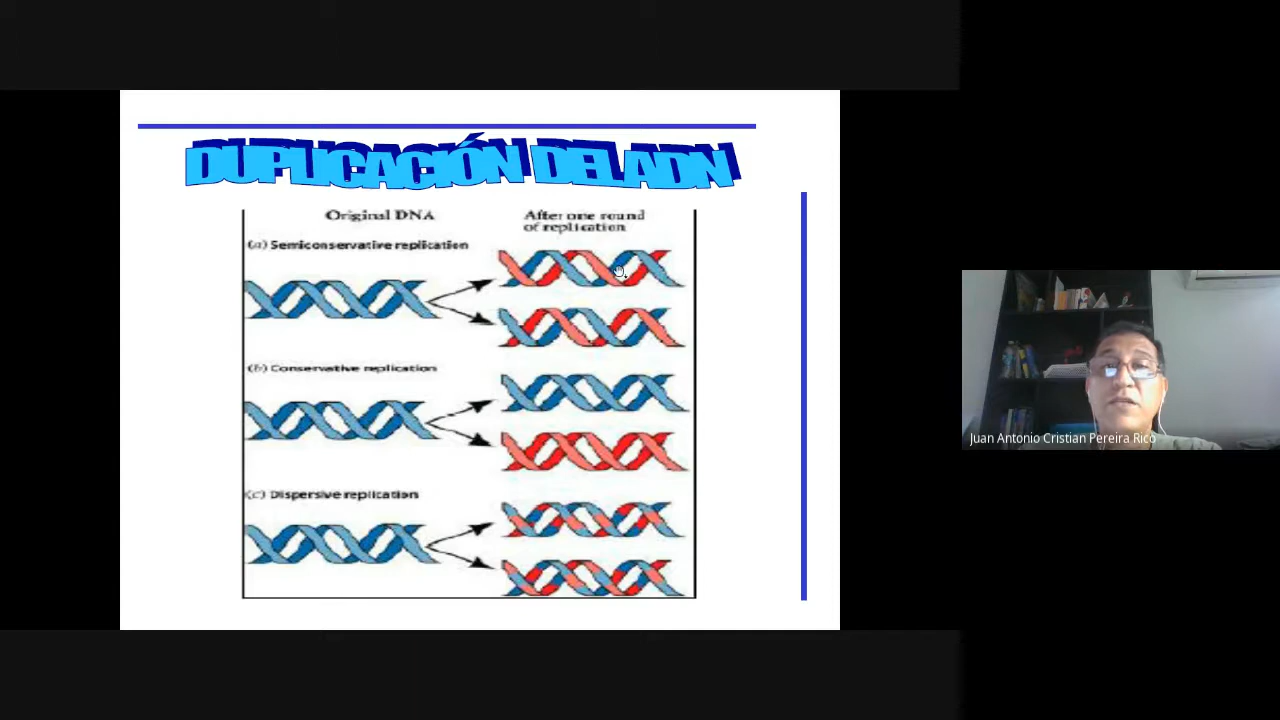 DUPLICACIÓN DEL ADN
Original DNA
After one round
of replication
(a) Semiconservative replication
(b) Conservative replication
(c) Dispersive replication
Juan Antonio Cristian Pereira Rico